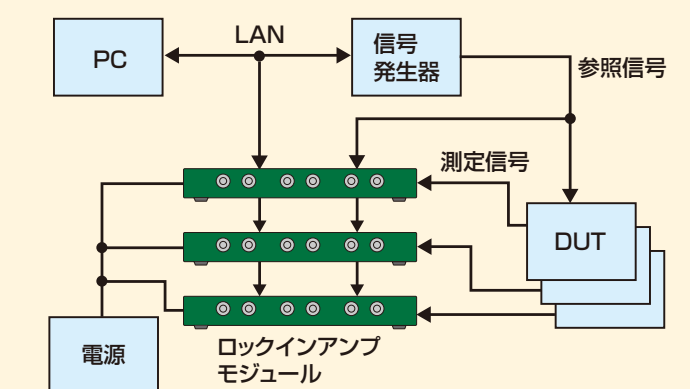 PC
LAN
信号
発生器
参照信号
測定信号
DUT
電源
ロックインアンプ
モジュール